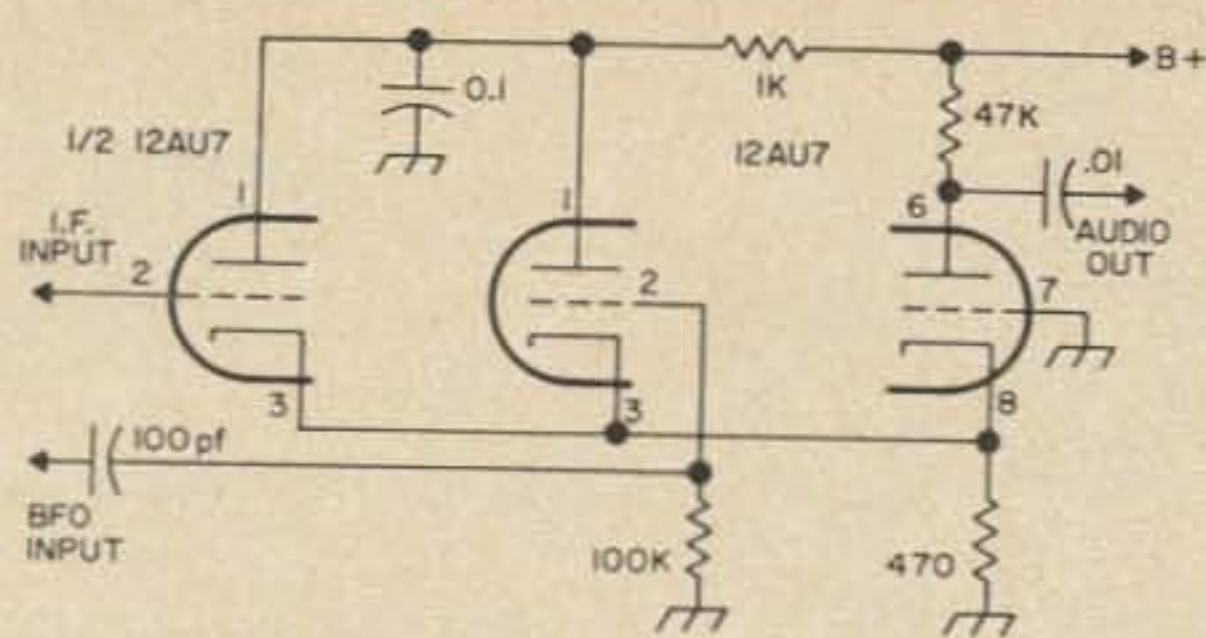 B+
0.1
1K
47K
1/2 12AU7
12AU7
.01
1
1
6
I.F.
INPUT
AUDIO
OUT
2
2
7
3
3
8
100pf
BFO
INPUT
100K
470